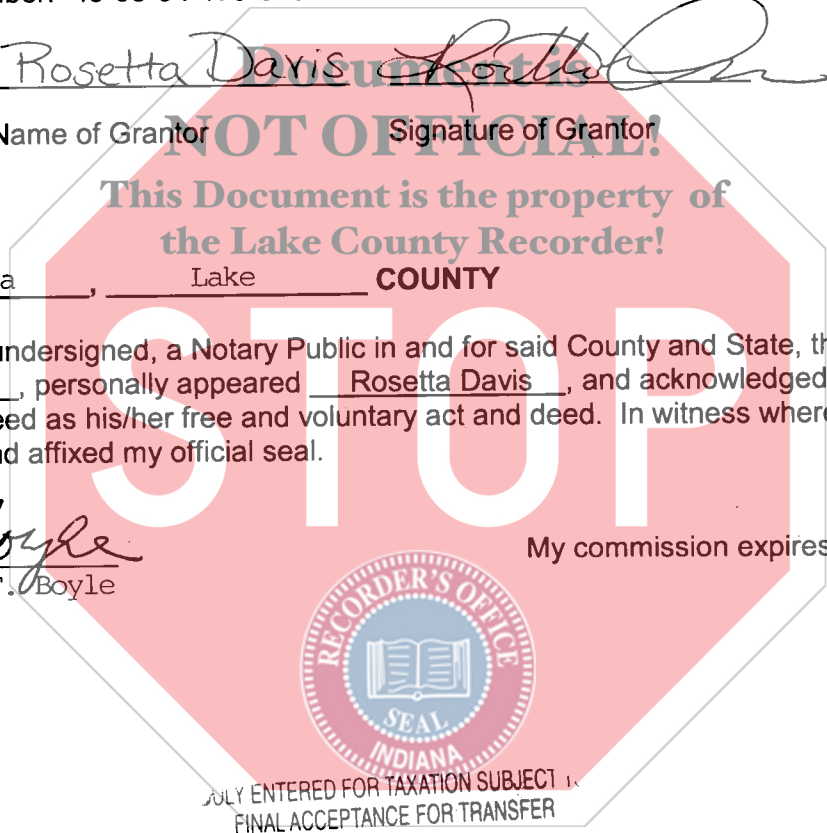 Rosetta Davis
Document is
Name of Grantor Signature of Grantor
NOT OFFICIAL!
This Document is the property of
the Lake County Recorder!
a, Lake COUNTY
STOP
undersigned, a Notary Public in and for said County and State, th
, personally appeared Rosetta Davis, and acknowledged
eed as his/her free and voluntary act and deed. In witness where
nd affixed my official seal.
oyle
My commission expires
T. Boyle
RECORDER'S OFFICE
SEAL
INDIANA
DULY ENTERED FOR TAXATION SUBJECT
FINAL ACCEPTANCE FOR TRANSFER